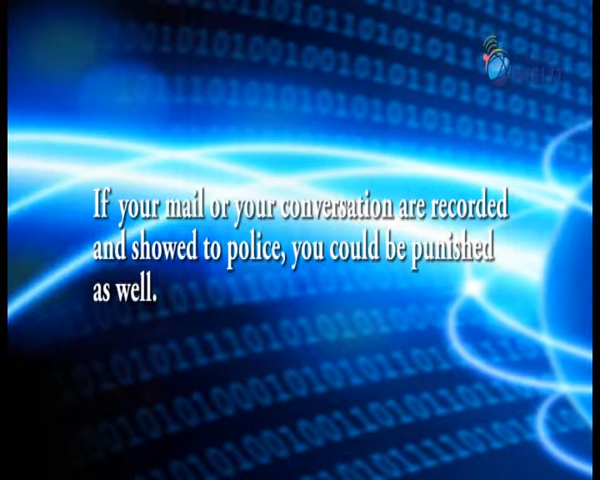 If your mail or your conversation are recorded
and showed to police, you could be punished
as well.